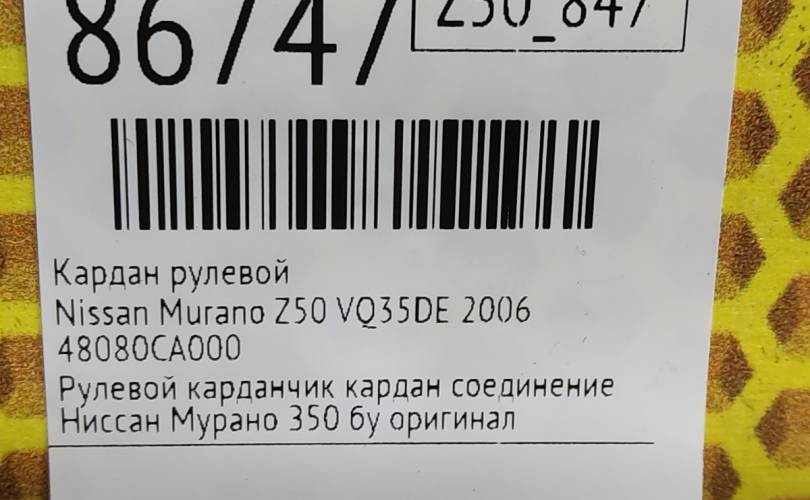 86747
Z50_847
Кардан рулевой
Nissan Murano Z50 VQ35DE 2006
48080CA000
Рулевой карданчик кардан соединение
Ниссан Мурано 350 бу оригинал